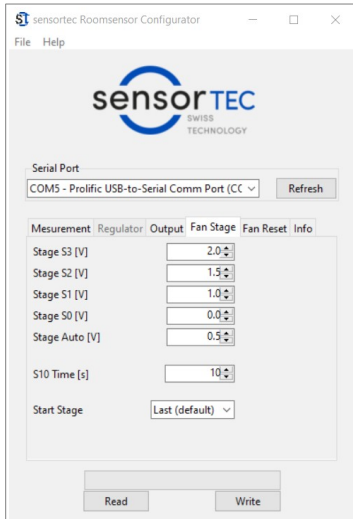 sensortec Roomsensor Configurator
File Help
sensorTEC
SWISS
TECHNOLOGY
Serial Port
COM5 - Prolific USB-to-Serial Comm Port (CC
Refresh
Mesurement Regulator Output Fan Stage Fan Reset Info
Stage S3 [V] 2.0
Stage S2 [V] 1.5
Stage S1 [V] 1.0
Stage S0 [V] 0.0
Stage Auto [V] 0.5
S10 Time [s] 10
Start Stage Last (default)
Read Write